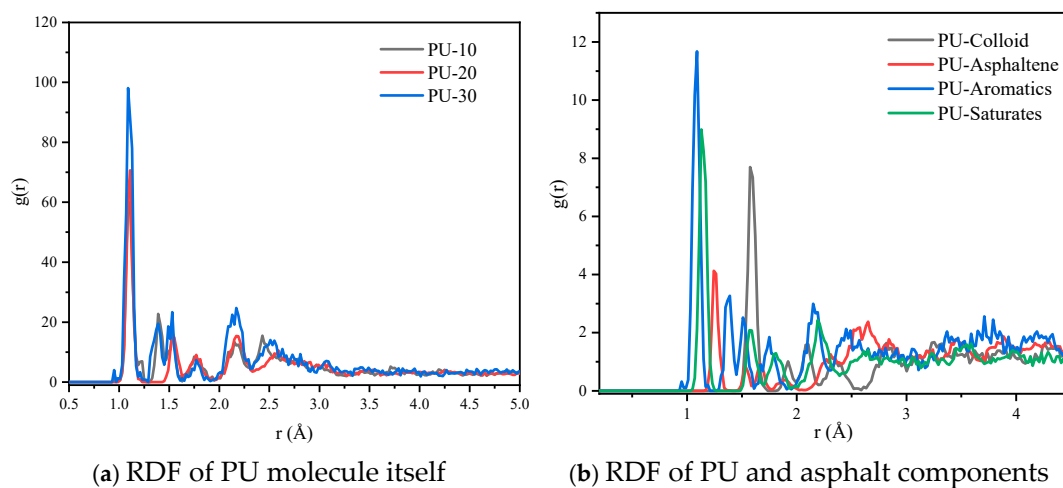 120
100
80
60
40
20
0
g(r)
PU-10
PU-20
PU-30
0.5 1.0 1.5 2.0 2.5 3.0 3.5 4.0 4.5 5.0
r (Å)
(a) RDF of PU molecule itself
12
10
8
6
4
2
0
g(r)
PU-Colloid
PU-Asphaltene
PU-Aromatics
PU-Saturates
1 2 3 4
r (Å)
(b) RDF of PU and asphalt components